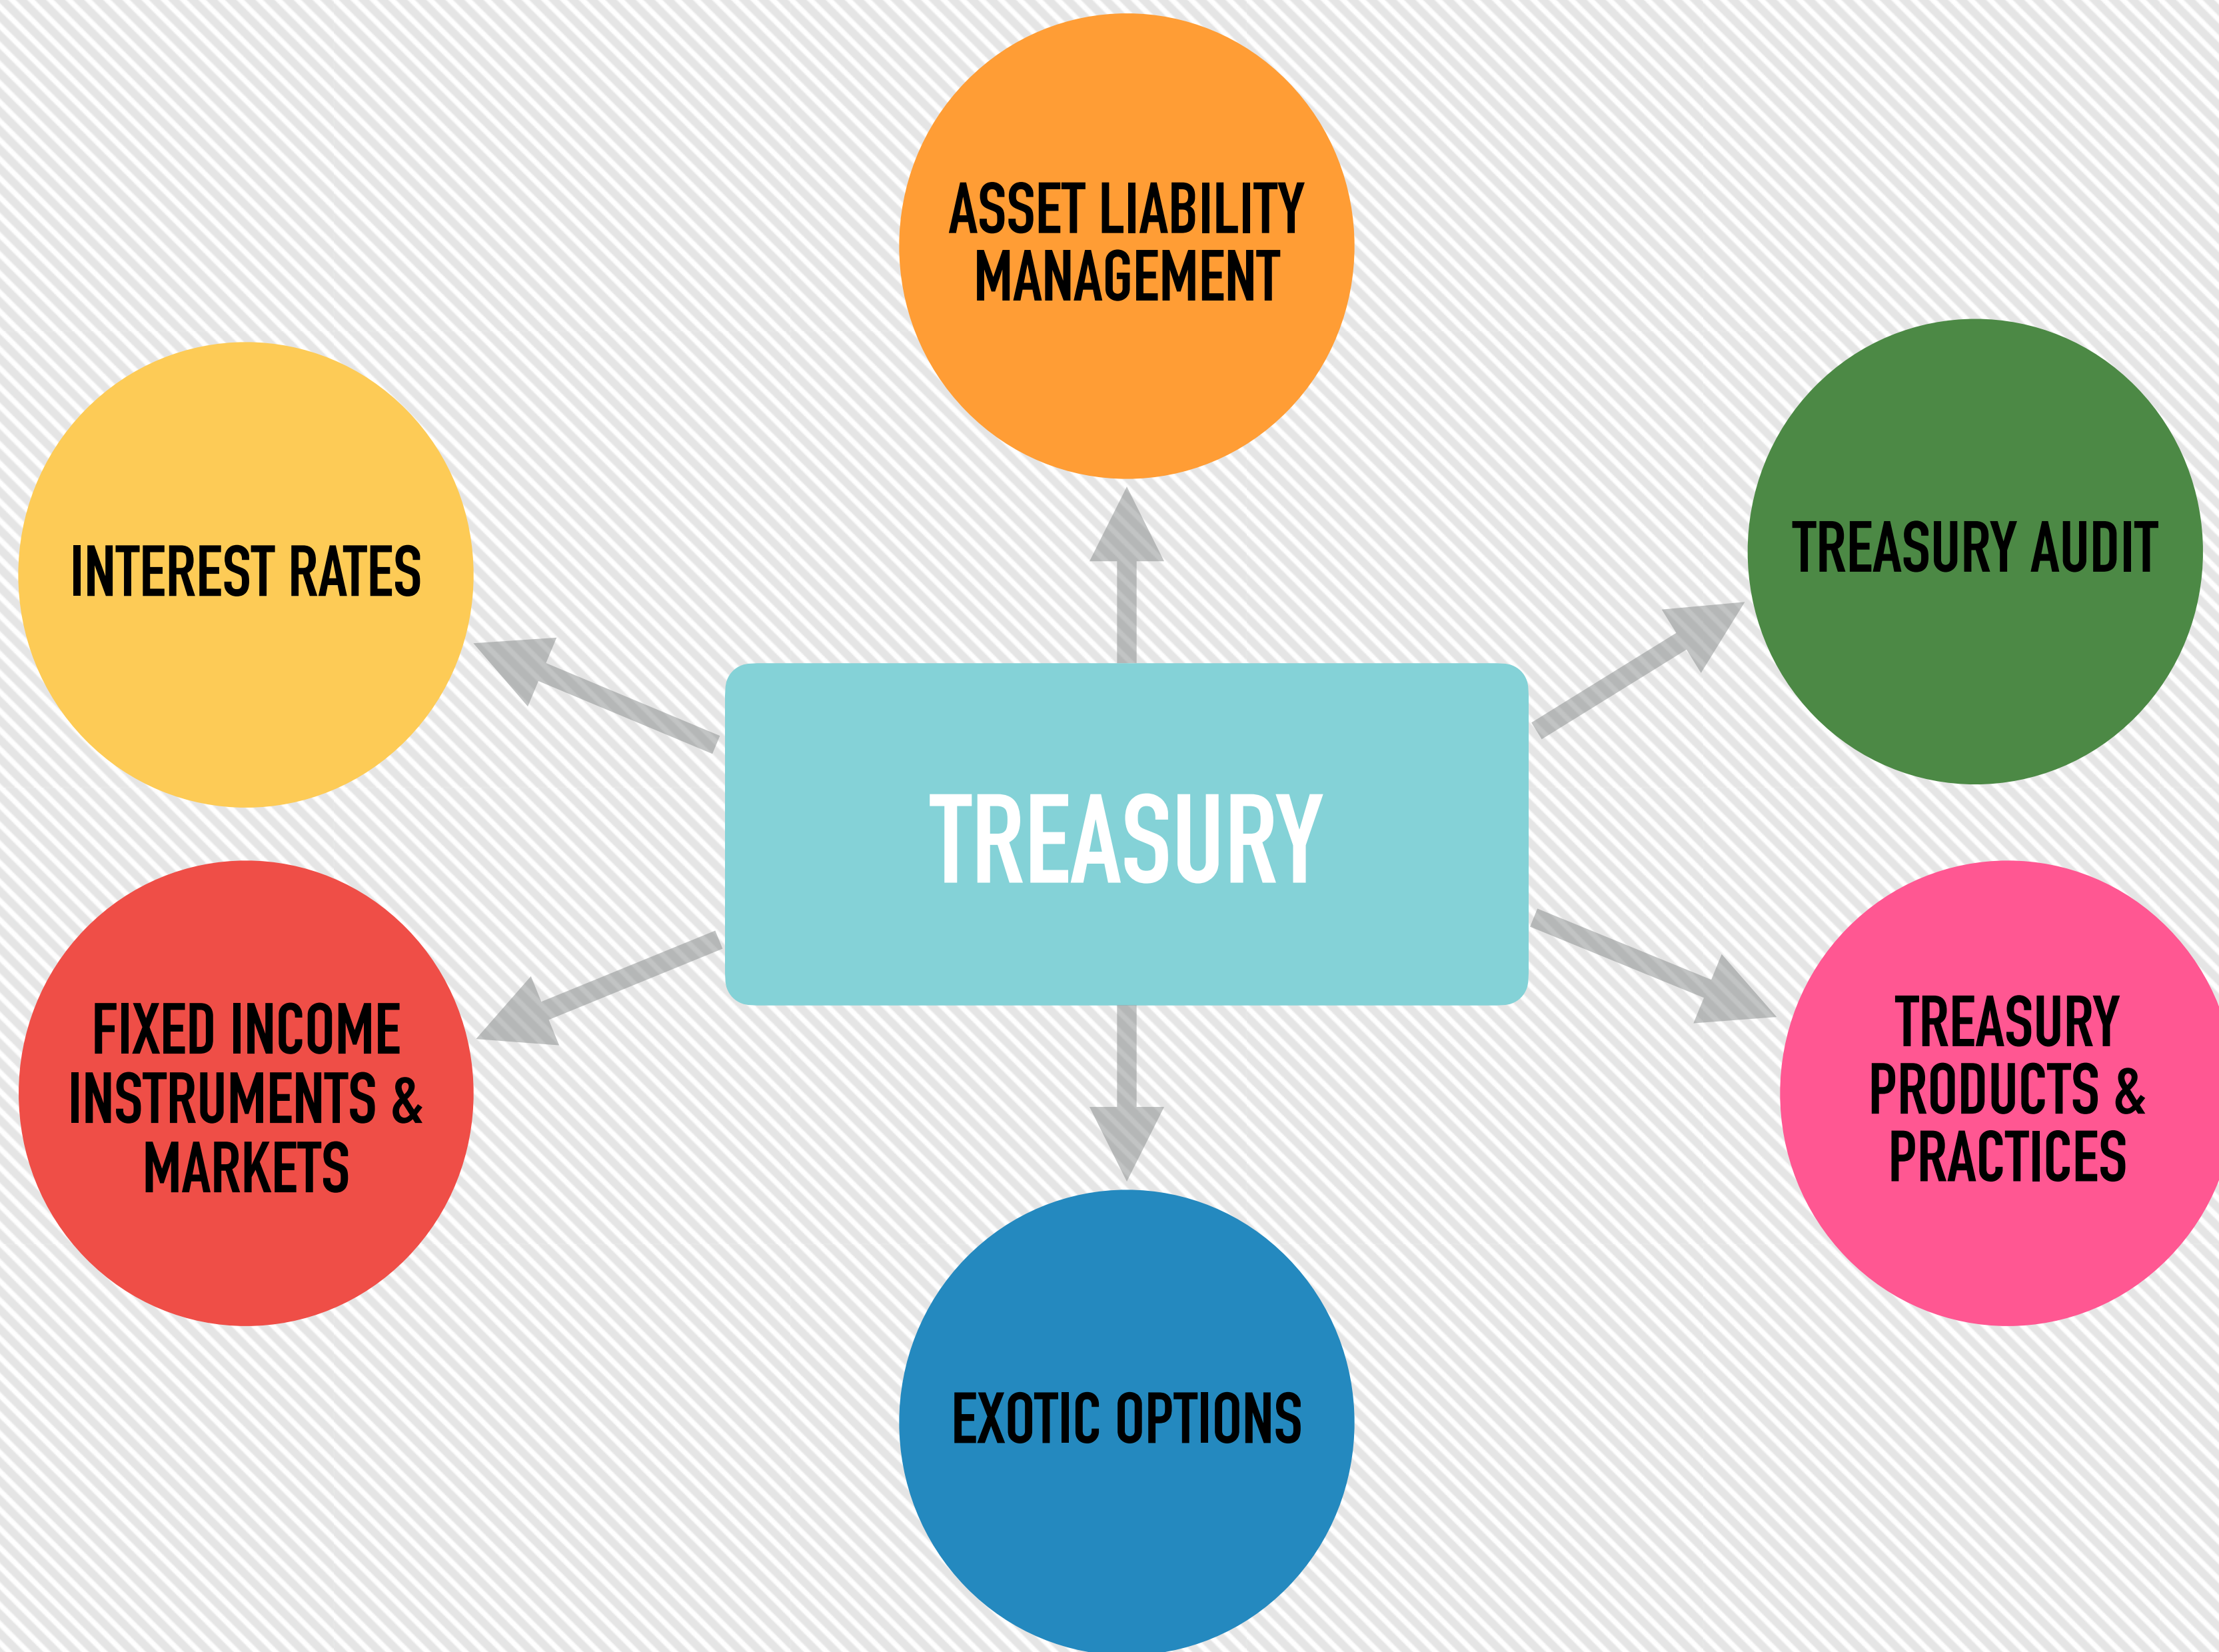 ASSET LIABILITY
MANAGEMENT
TREASURY AUDIT
INTEREST RATES
TREASURY
FIXED INCOME
INSTRUMENTS &
MARKETS
TREASURY
PRODUCTS &
PRACTICES
EXOTIC OPTIONS